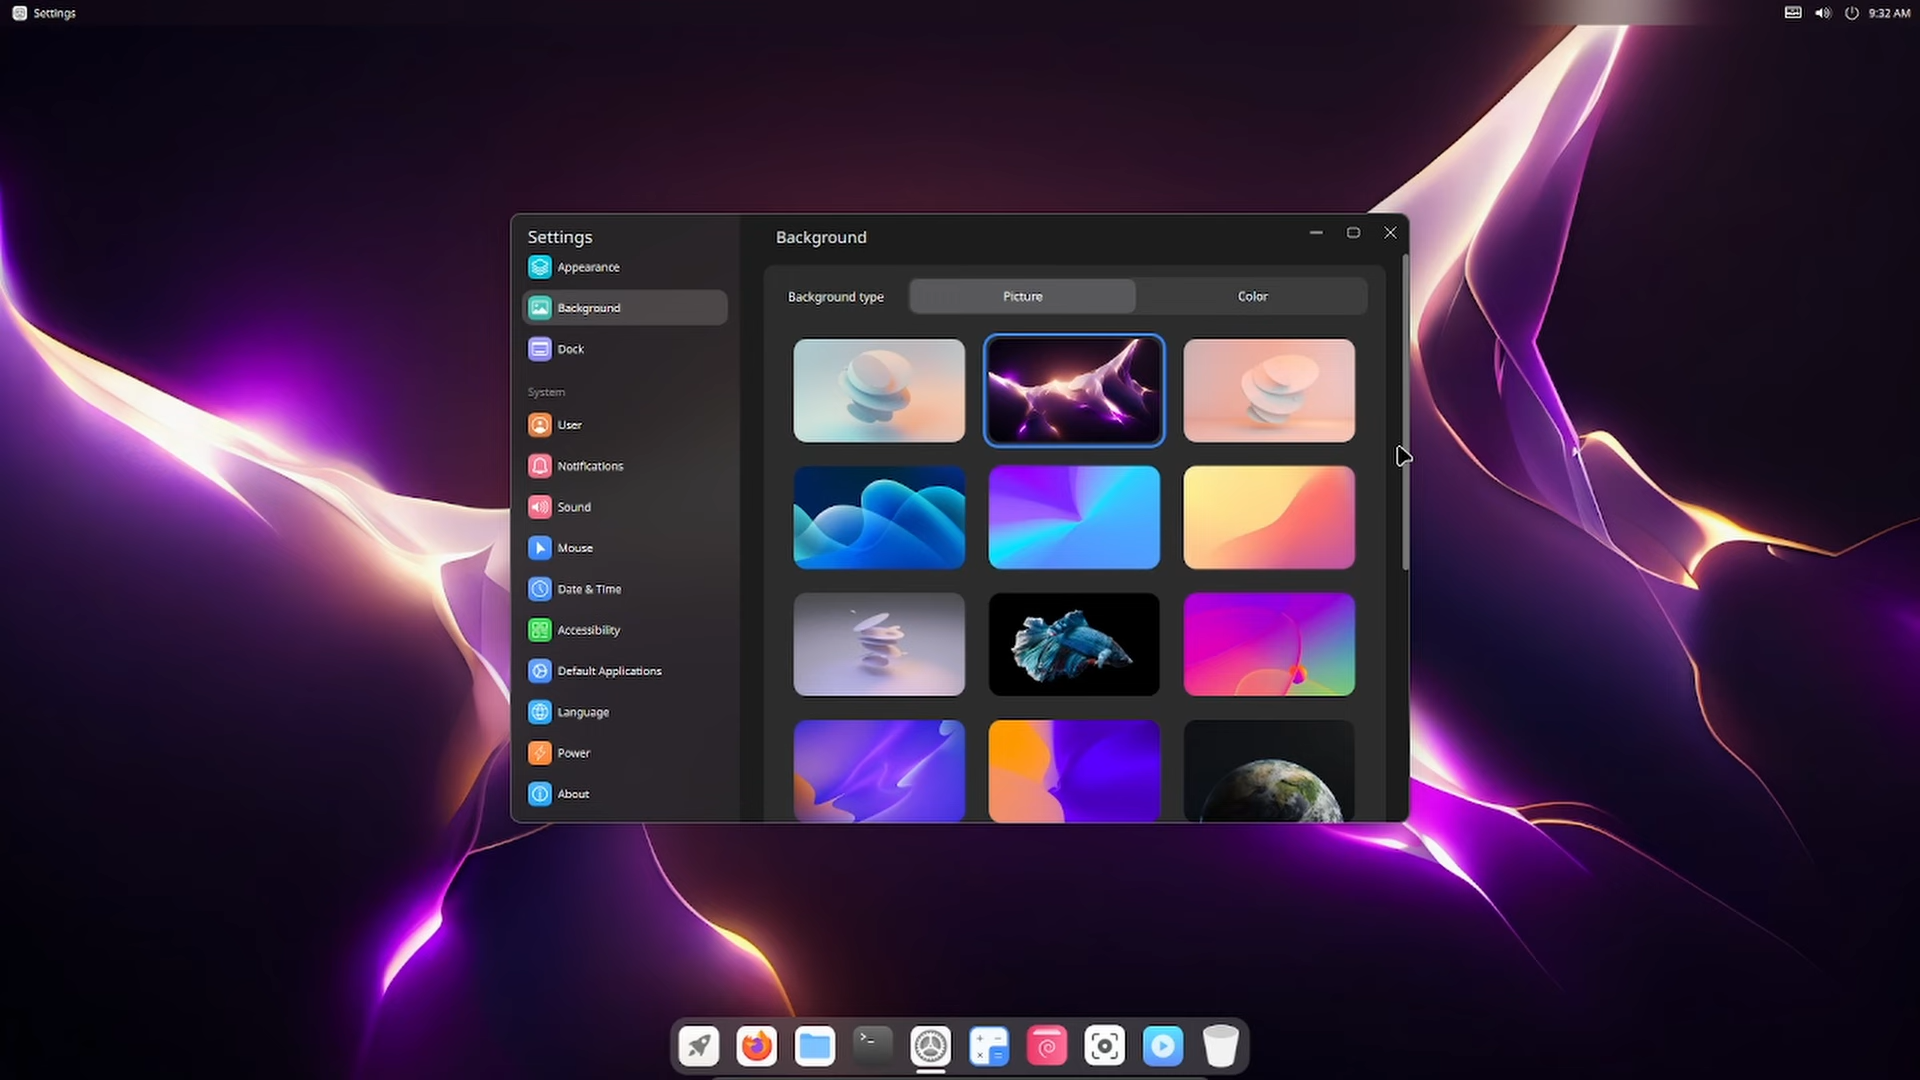 Settings
9:32 AM
Settings
Appearance
Background
Dock
System
User
Notifications
Sound
Mouse
Date & Time
Accessibility
Default Applications
Language
Power
About
Background
Background type
Picture
Color